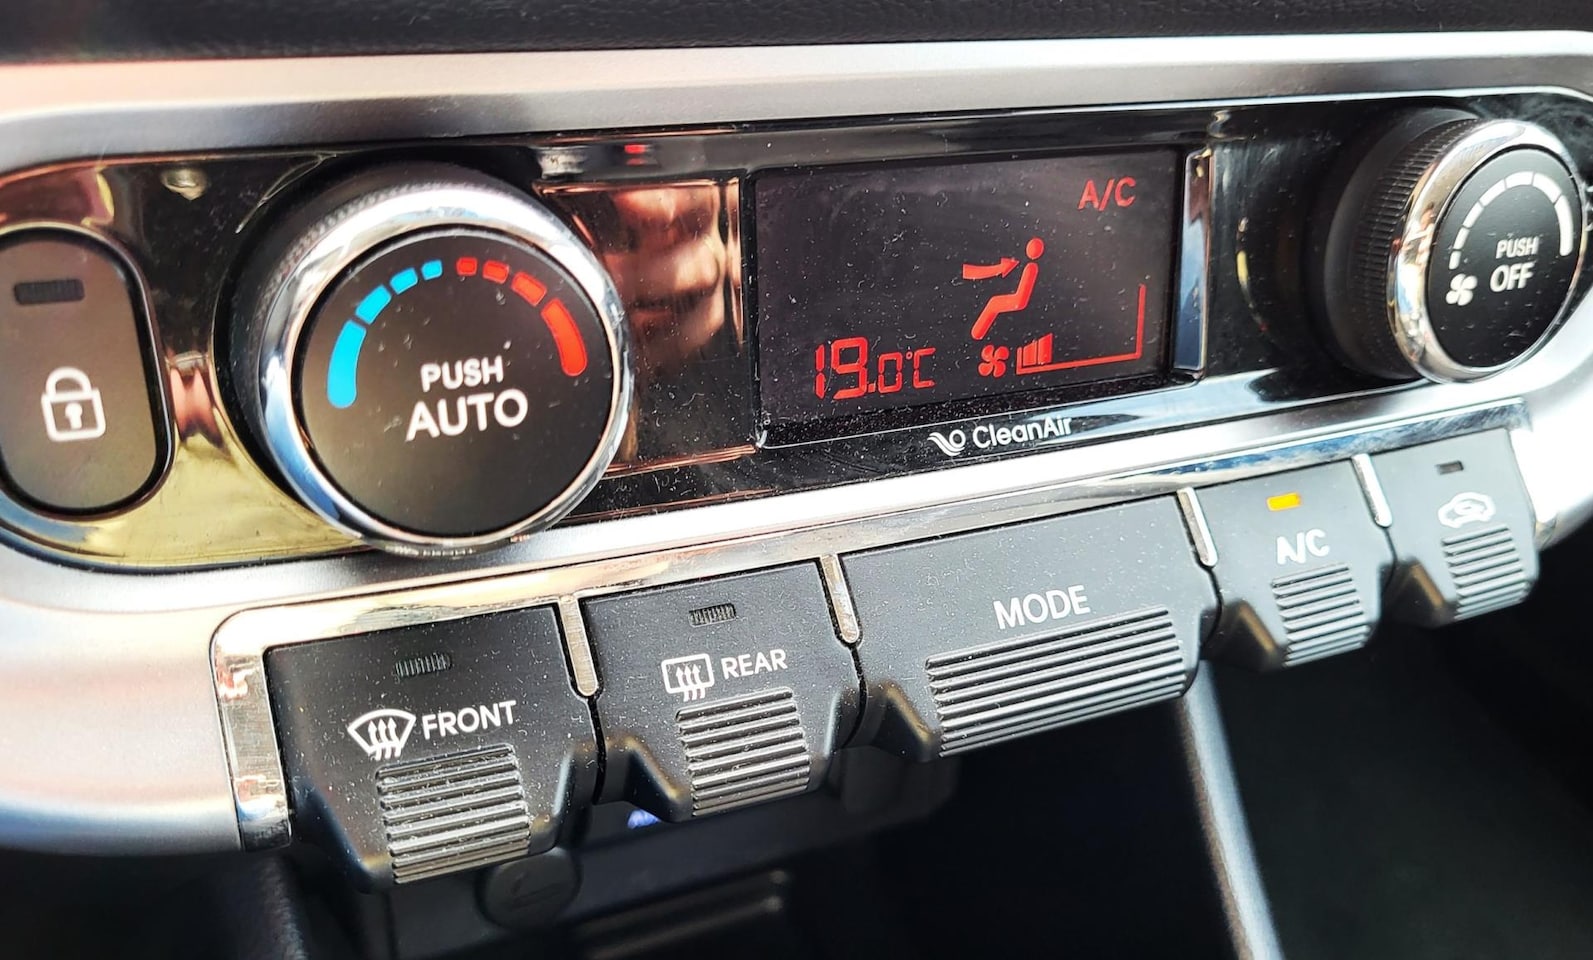 A/C
PUSH
OFF
PUSH
AUTO
19.0°C
CleanAir
A/C
MODE
REAR
FRONT